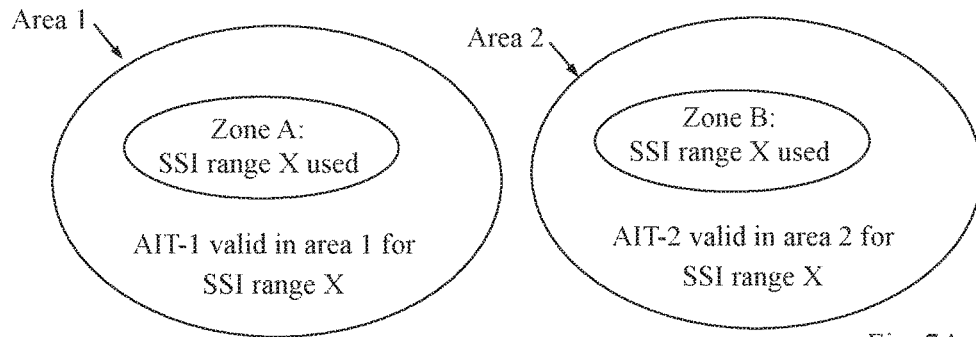 Area 1
Area 2
Zone A:
SSI range X used
Zone B:
SSI range X used
AIT-1 valid in area 1 for
SSI range X
AIT-2 valid in area 2 for
SSI range X